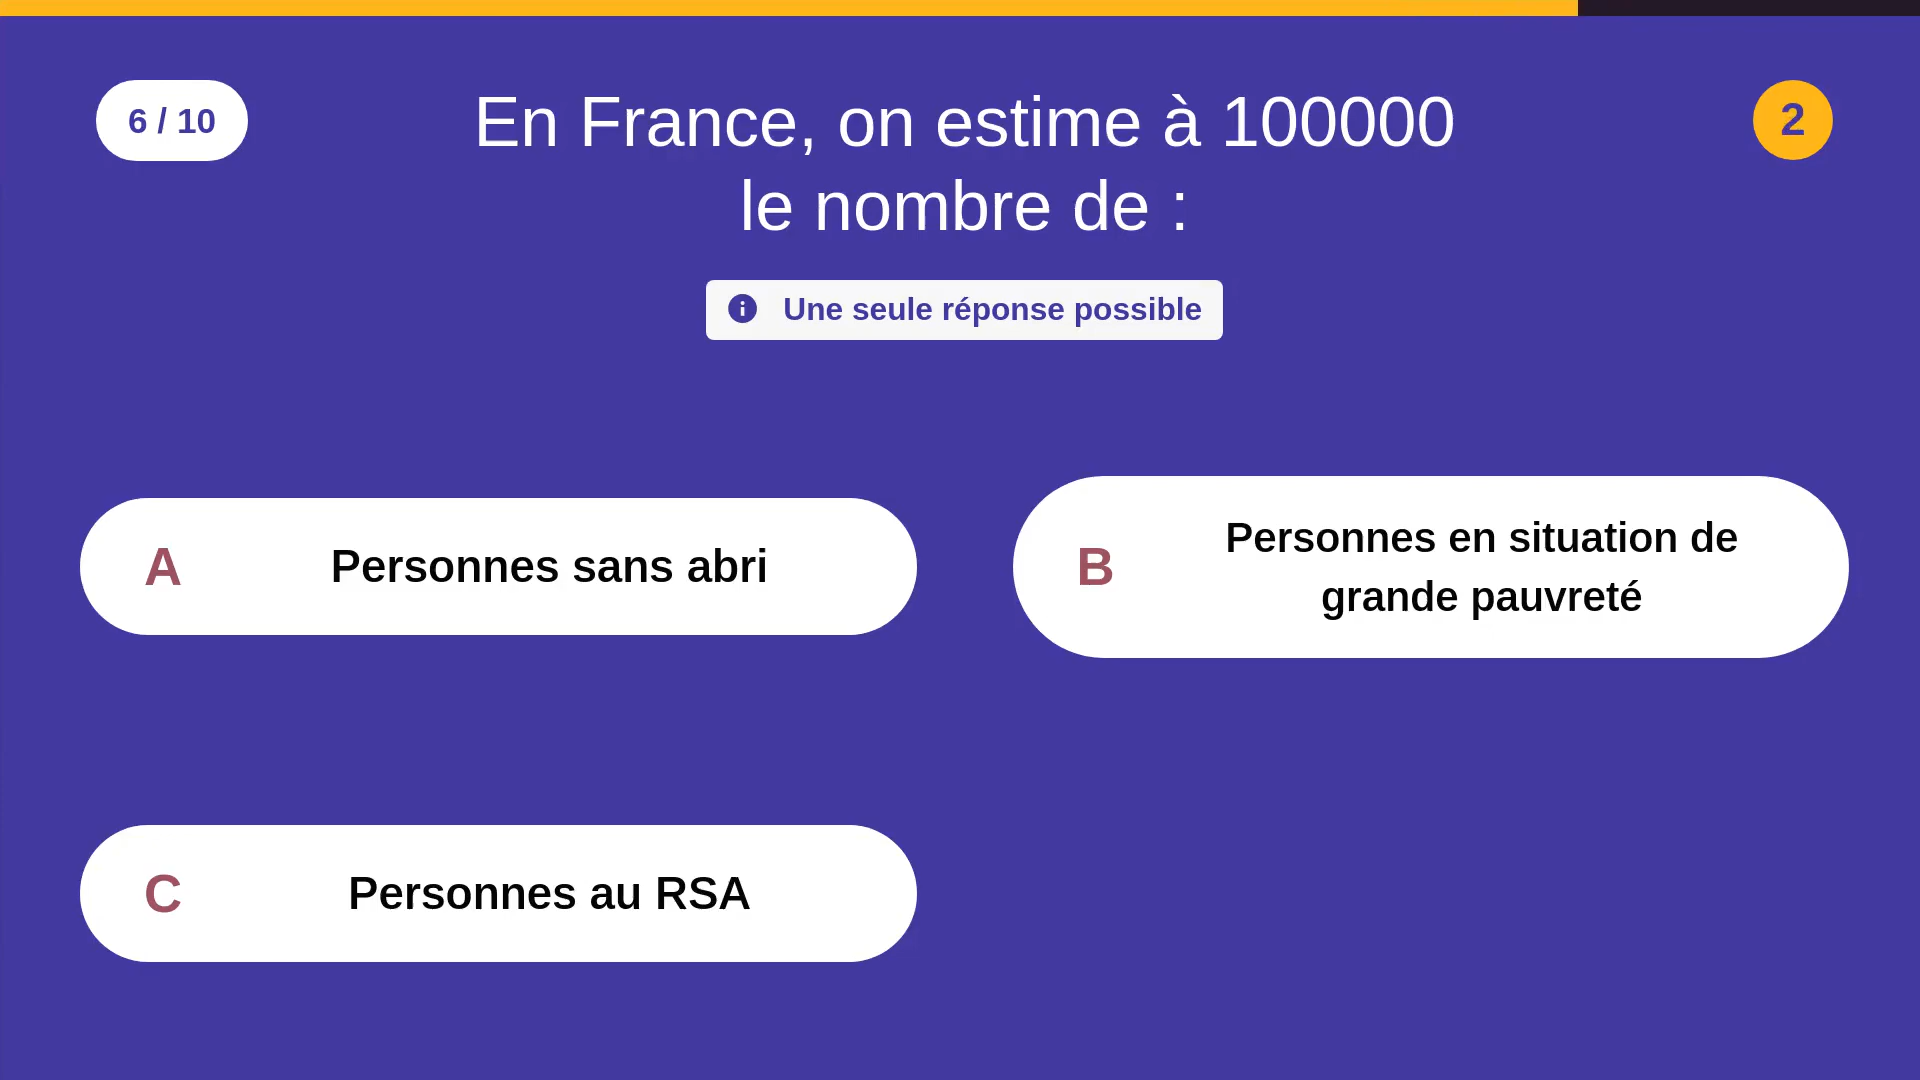 6 / 10
En France, on estime à 100000
le nombre de :
2
Une seule réponse possible
A
Personnes sans abri
B
Personnes en situation de
grande pauvreté
C
Personnes au RSA